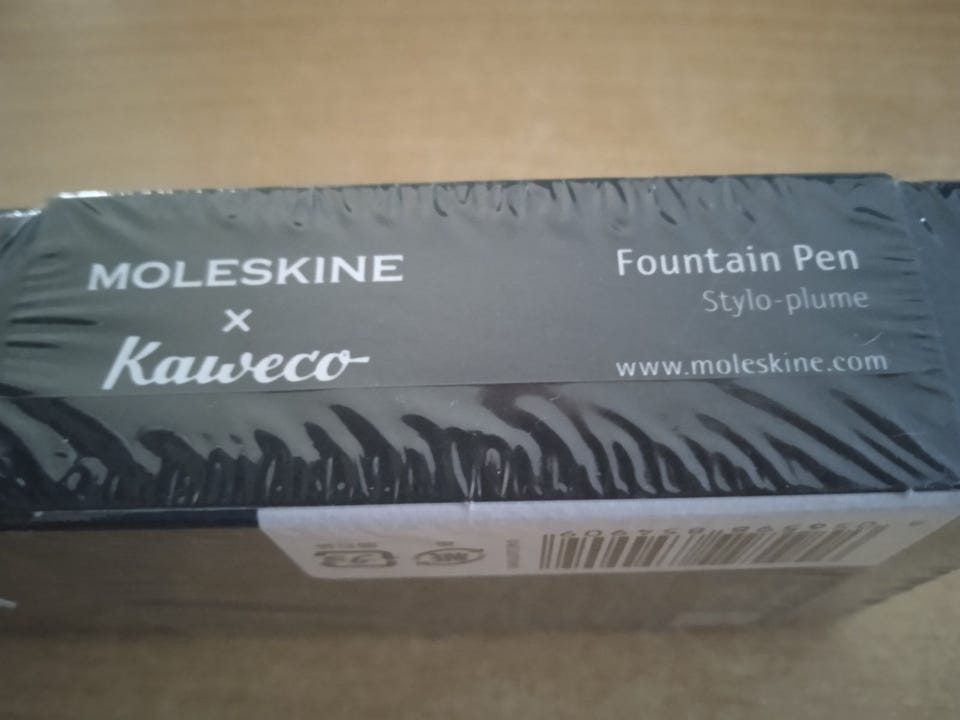 MOLESKINE
x
Kaweco
Fountain Pen
Stylo-plume
www.moleskine.com